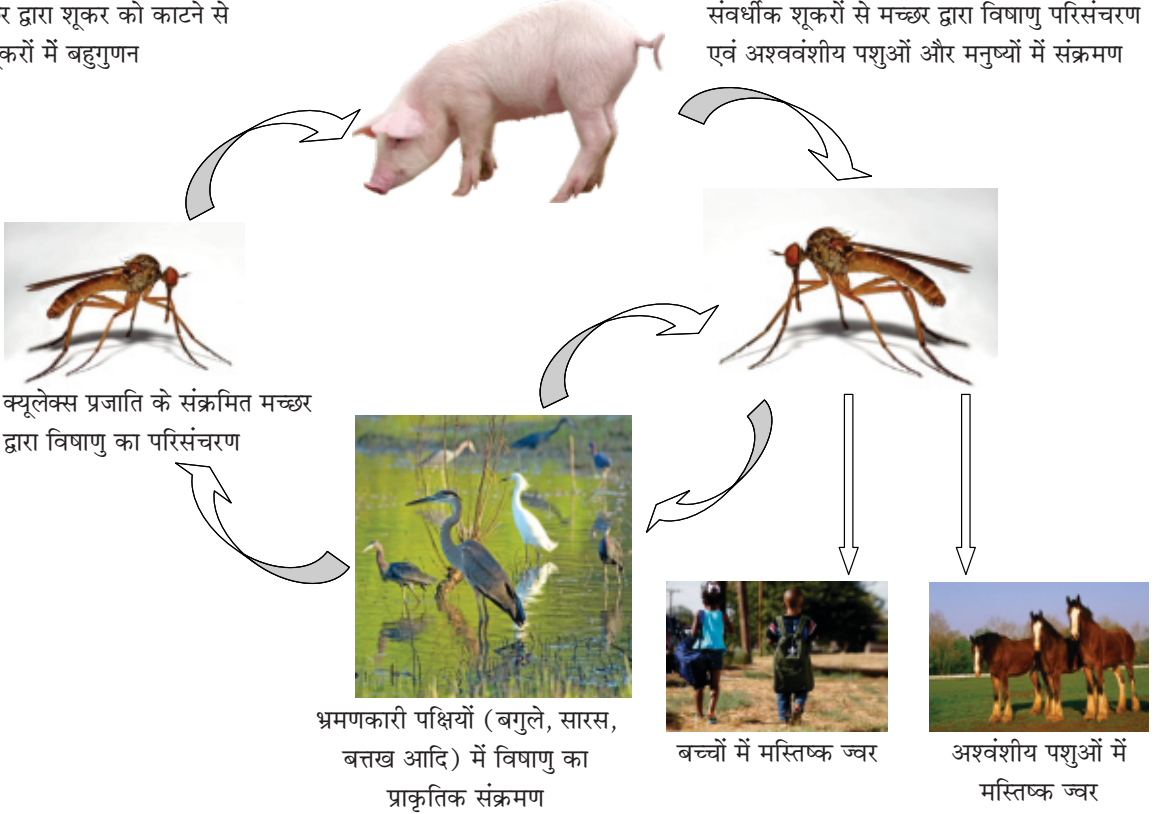 द्वारा शूकर को काटने से
में बहुगुणन
संवर्धीक शूकरों से मच्छर द्वारा विषाणु परिसंचरण
एवं अश्ववंशीय पशुओं और मनुष्यों में संक्रमण
क्यूलेक्स प्रजाति के संक्रमित मच्छर
द्वारा विषाणु का परिसंचरण
भ्रमणकारी पक्षियों (बगुले, सारस,
बत्तख आदि) में विषाणु का
प्राकृतिक संक्रमण
बच्चों में मस्तिष्क ज्वर
अश्वंशीय पशुओं में
मस्तिष्क ज्वर